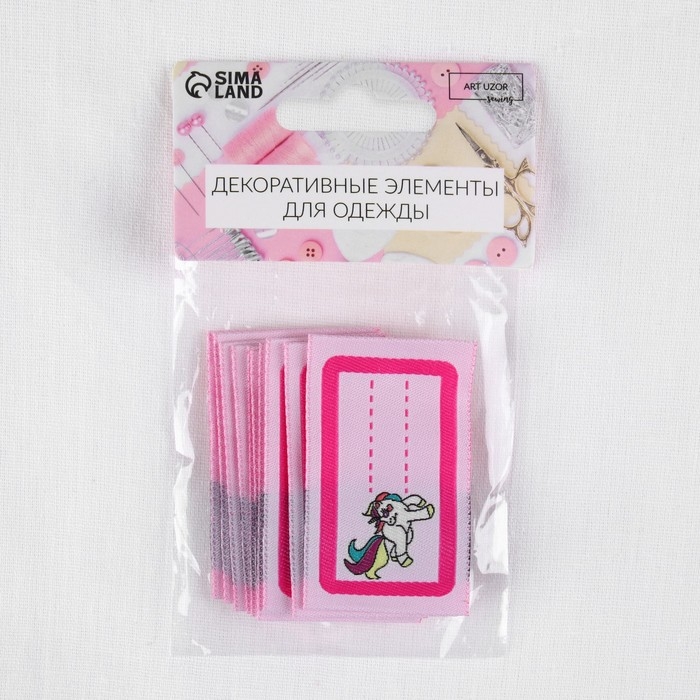 SIMA
LAND
ART UZOR
sewing
ДЕКОРАТИВНЫЕ ЭЛЕМЕНТЫ
ДЛЯ ОДЕЖДЫ